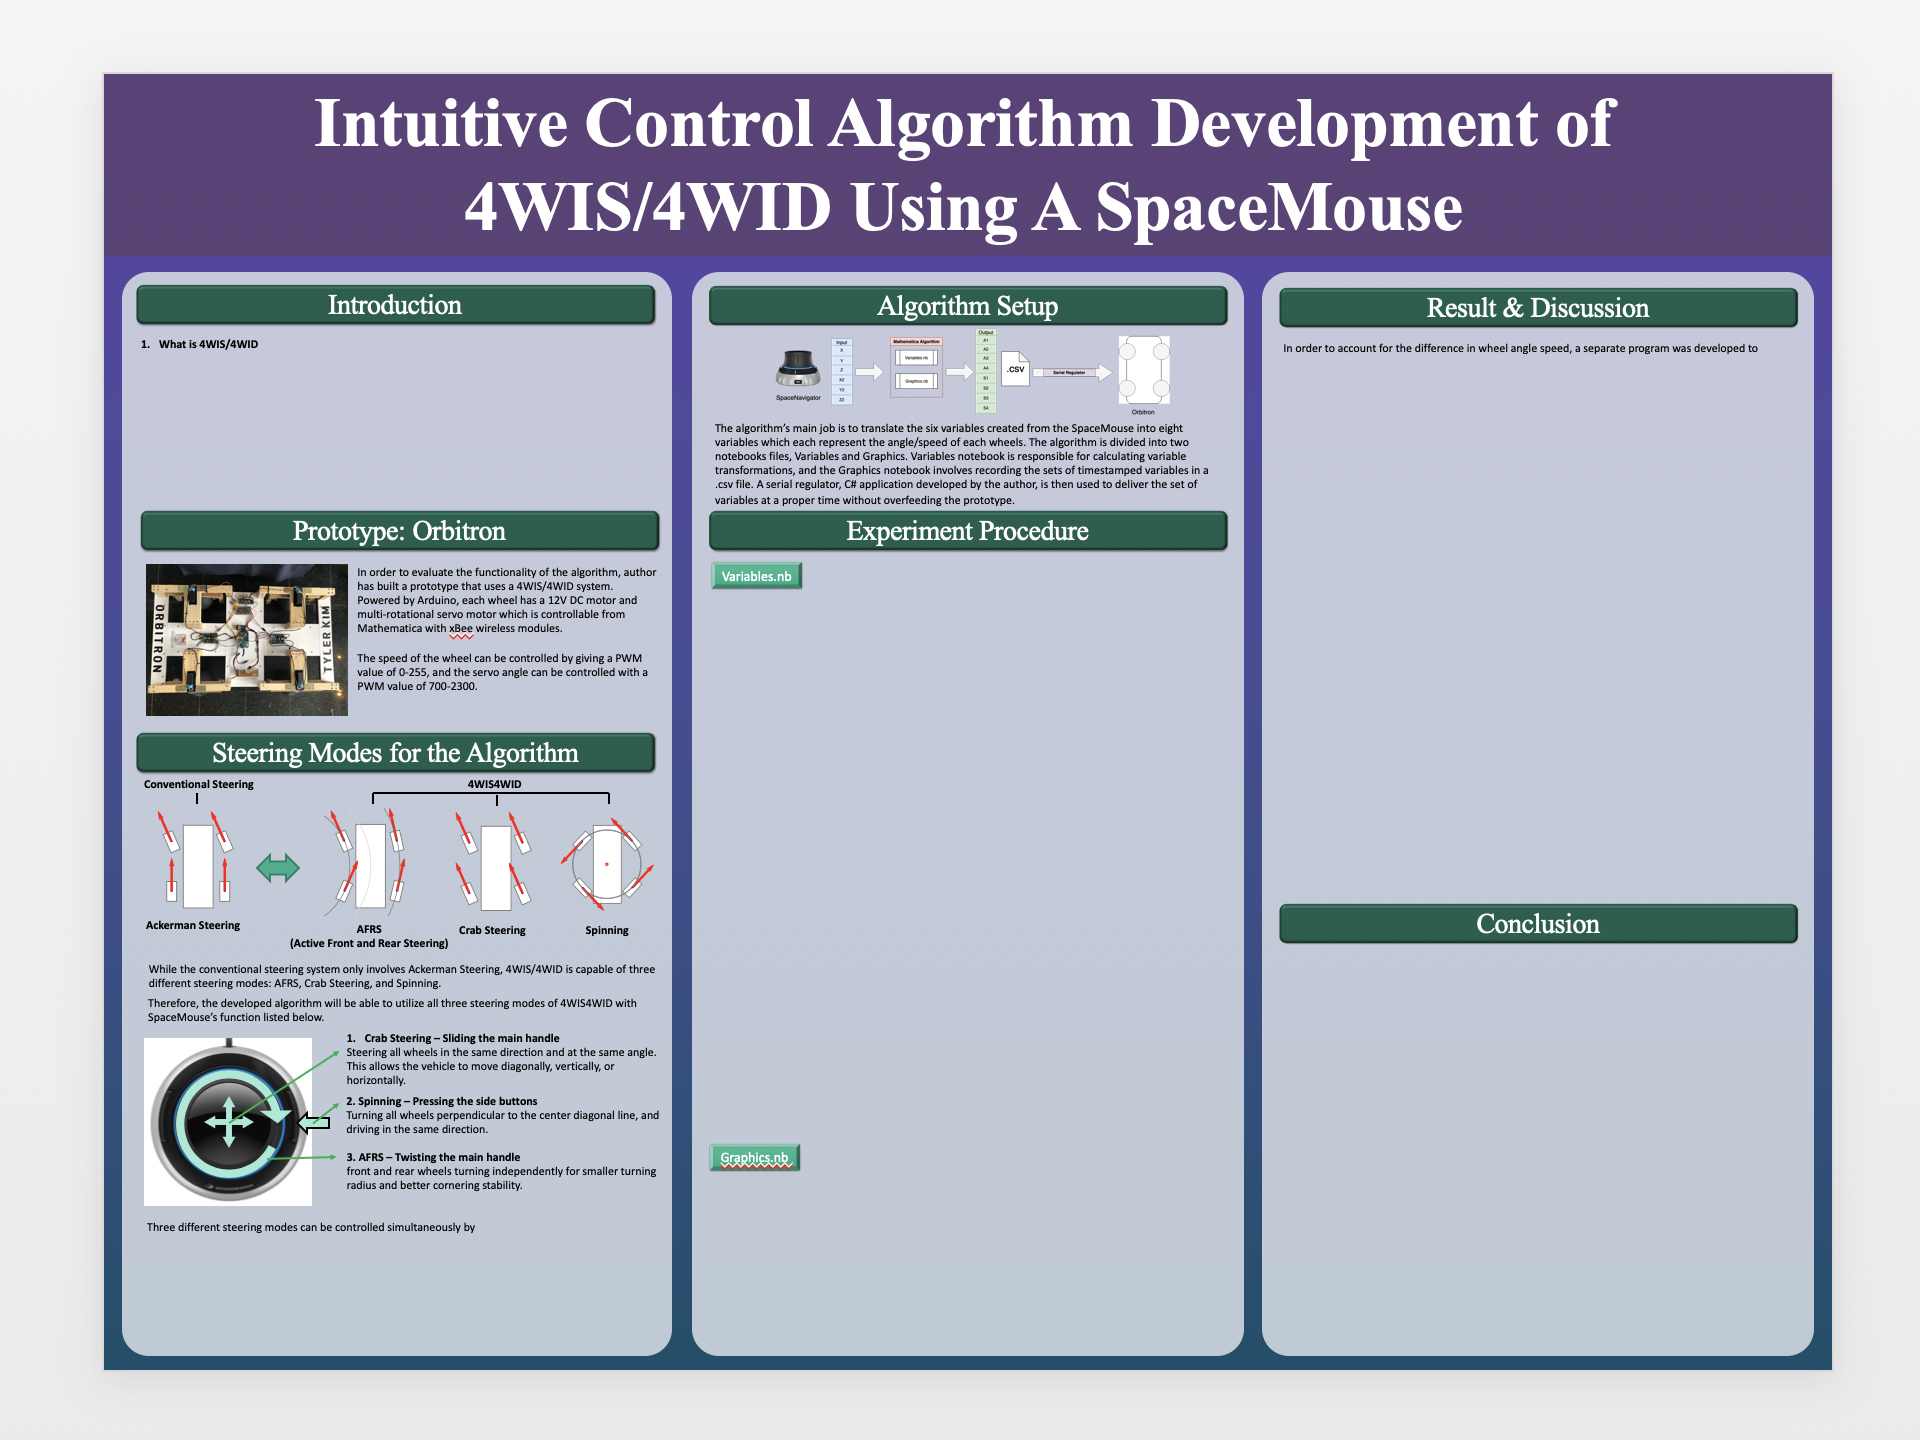 Intuitive Control Algorithm Development of
4WIS/4WID Using A SpaceMouse
Introduction
1. What is 4WIS/4WID
Prototype: Orbitron
ORBITRON
TYLER KIM
In order to evaluate the functionality of the algorithm, author
has built a prototype that uses a 4WIS/4WID system.
Powered by Arduino, each wheel has a 12V DC motor and
multi-rotational servo motor which is controllable from
Mathematica with xBee wireless modules.
The speed of the wheel can be controlled by giving a PWM
value of 0-255, and the servo angle can be controlled with a
PWM value of 700-2300.
Steering Modes for the Algorithm
Conventional Steering
4WIS4WID
Ackerman Steering
AFRS
(Active Front and Rear Steering)
Crab Steering
Spinning
While the conventional steering system only involves Ackerman Steering, 4WIS/4WID is capable of three
different steering modes: AFRS, Crab Steering, and Spinning.
Therefore, the developed algorithm will be able to utilize all three steering modes of 4WIS4WID with
SpaceMouse's function listed below.
1. Crab Steering – Sliding the main handle
Steering all wheels in the same direction and at the same angle.
This allows the vehicle to move diagonally, vertically, or
horizontally.
2. Spinning – Pressing the side buttons
Turning all wheels perpendicular to the center diagonal line, and
driving in the same direction.
3. AFRS – Twisting the main handle
front and rear wheels turning independently for smaller turning
radius and better cornering stability.
Three different steering modes can be controlled simultaneously by
Algorithm Setup
SpaceNavigator
Input
X
Y
Z
X2
Y2
Z2
Mathematica Algorithm
Variables.nb
Graphics.nb
Output
A1
A2
A3
A4
S1
S2
S3
S4
.CSV
Serial Regulator
Orbitron
The algorithm's main job is to translate the six variables created from the SpaceMouse into eight
variables which each represent the angle/speed of each wheels. The algorithm is divided into two
notebooks files, Variables and Graphics. Variables notebook is responsible for calculating variable
transformations, and the Graphics notebook involves recording the sets of timestamped variables in a
.csv file. A serial regulator, C# application developed by the author, is then used to deliver the set of
variables at a proper time without overfeeding the prototype.
Experiment Procedure
Variables.nb
Graphics.nb
Result & Discussion
In order to account for the difference in wheel angle speed, a separate program was developed to
Conclusion